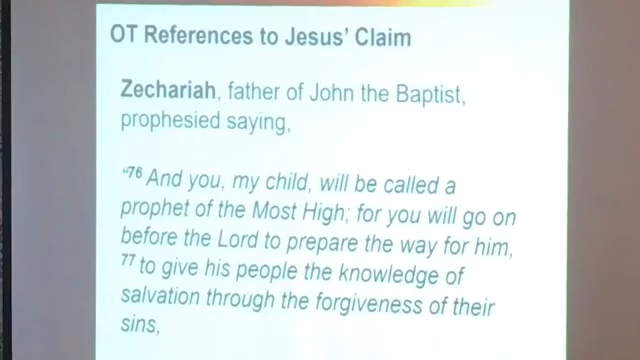 OT References to Jesus' Claim
Zechariah, father of John the Baptist,
prophesied saying,
"76 And you, my child, will be called a
prophet of the Most High; for you will go on
before the Lord to prepare the way for him,
77 to give his people the knowledge of
salvation through the forgiveness of their
sins,